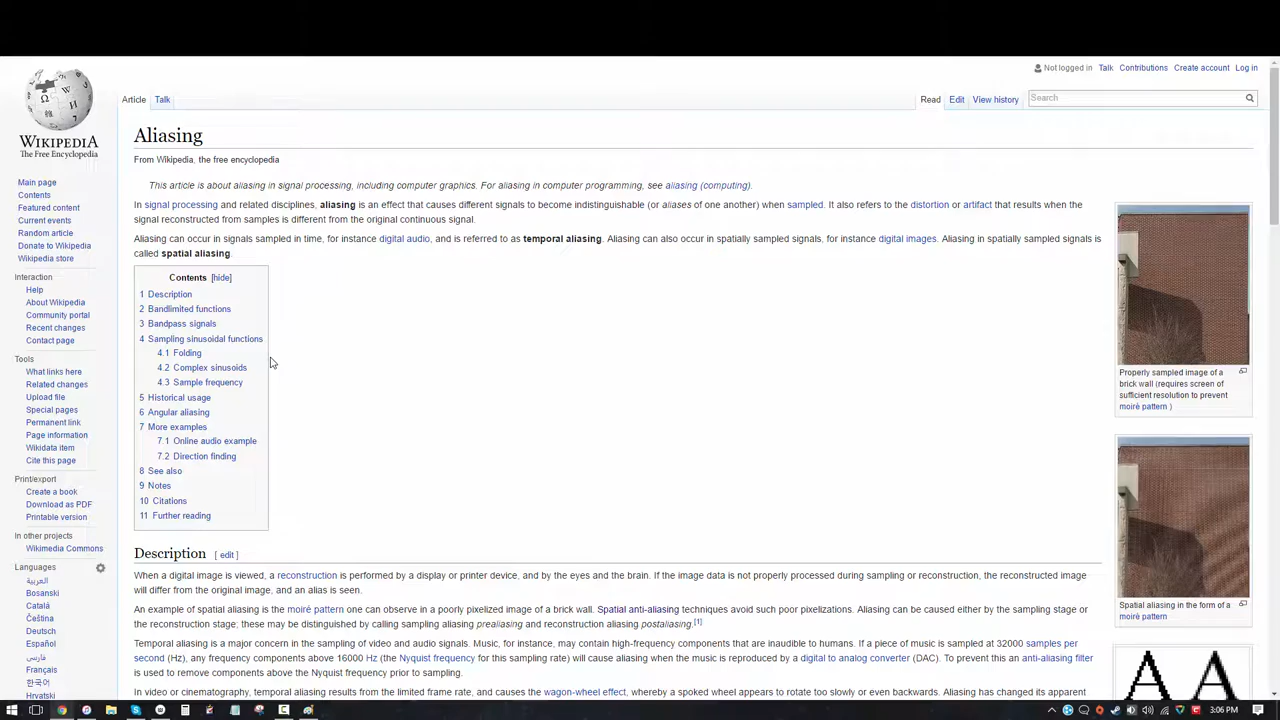 Not logged in Talk Contributions Create account Log in
Article Talk
Read Edit View history Search
WIKIPEDIA
The Free Encyclopedia
Main page
Contents
Featured content
Current events
Random article
Donate to Wikipedia
Wikipedia store
Interaction
Help
About Wikipedia
Community portal
Recent changes
Contact page
Tools
What links here
Related changes
Upload file
Special pages
Permanent link
Page information
Wikidata item
Cite this page
Print/export
Create a book
Download as PDF
Printable version
In other projects
Wikimedia Commons
Languages
العربية
Bosanski
Català
Čeština
Deutsch
Español
فارسی
Français
한국어
Hrvatski
Aliasing
From Wikipedia, the free encyclopedia
This article is about aliasing in signal processing, including computer graphics. For aliasing in computer programming, see aliasing (computing).
In signal processing and related disciplines, aliasing is an effect that causes different signals to become indistinguishable (or aliases of one another) when sampled. It also refers to the distortion or artifact that results when the
signal reconstructed from samples is different from the original continuous signal.
Aliasing can occur in signals sampled in time, for instance digital audio, and is referred to as temporal aliasing. Aliasing can also occur in spatially sampled signals, for instance digital images. Aliasing in spatially sampled signals is
called spatial aliasing.
Contents [hide]
1 Description
2 Bandlimited functions
3 Bandpass signals
4 Sampling sinusoidal functions
4.1 Folding
4.2 Complex sinusoids
4.3 Sample frequency
5 Historical usage
6 Angular aliasing
7 More examples
7.1 Online audio example
7.2 Direction finding
8 See also
9 Notes
10 Citations
11 Further reading
Description [ edit ]
When a digital image is viewed, a reconstruction is performed by a display or printer device, and by the eyes and the brain. If the image data is not properly processed during sampling or reconstruction, the reconstructed image
will differ from the original image, and an alias is seen.
An example of spatial aliasing is the moiré pattern one can observe in a poorly pixelized image of a brick wall. Spatial anti-aliasing techniques avoid such poor pixelizations. Aliasing can be caused either by the sampling stage or
the reconstruction stage; these may be distinguished by calling sampling aliasing prealiasing and reconstruction aliasing postaliasing.[1]
Temporal aliasing is a major concern in the sampling of video and audio signals. Music, for instance, may contain high-frequency components that are inaudible to humans. If a piece of music is sampled at 32000 samples per
second (Hz), any frequency components above 16000 Hz (the Nyquist frequency for this sampling rate) will cause aliasing when the music is reproduced by a digital to analog converter (DAC). To prevent this an anti-aliasing filter
is used to remove components above the Nyquist frequency prior to sampling.
In video or cinematography, temporal aliasing results from the limited frame rate, and causes the wagon-wheel effect, whereby a spoked wheel appears to rotate too slowly or even backwards. Aliasing has changed its apparent
Properly sampled image of a
brick wall (requires screen of
sufficient resolution to prevent
moiré pattern )
Spatial aliasing in the form of a
moiré pattern
A A
3:06 PM